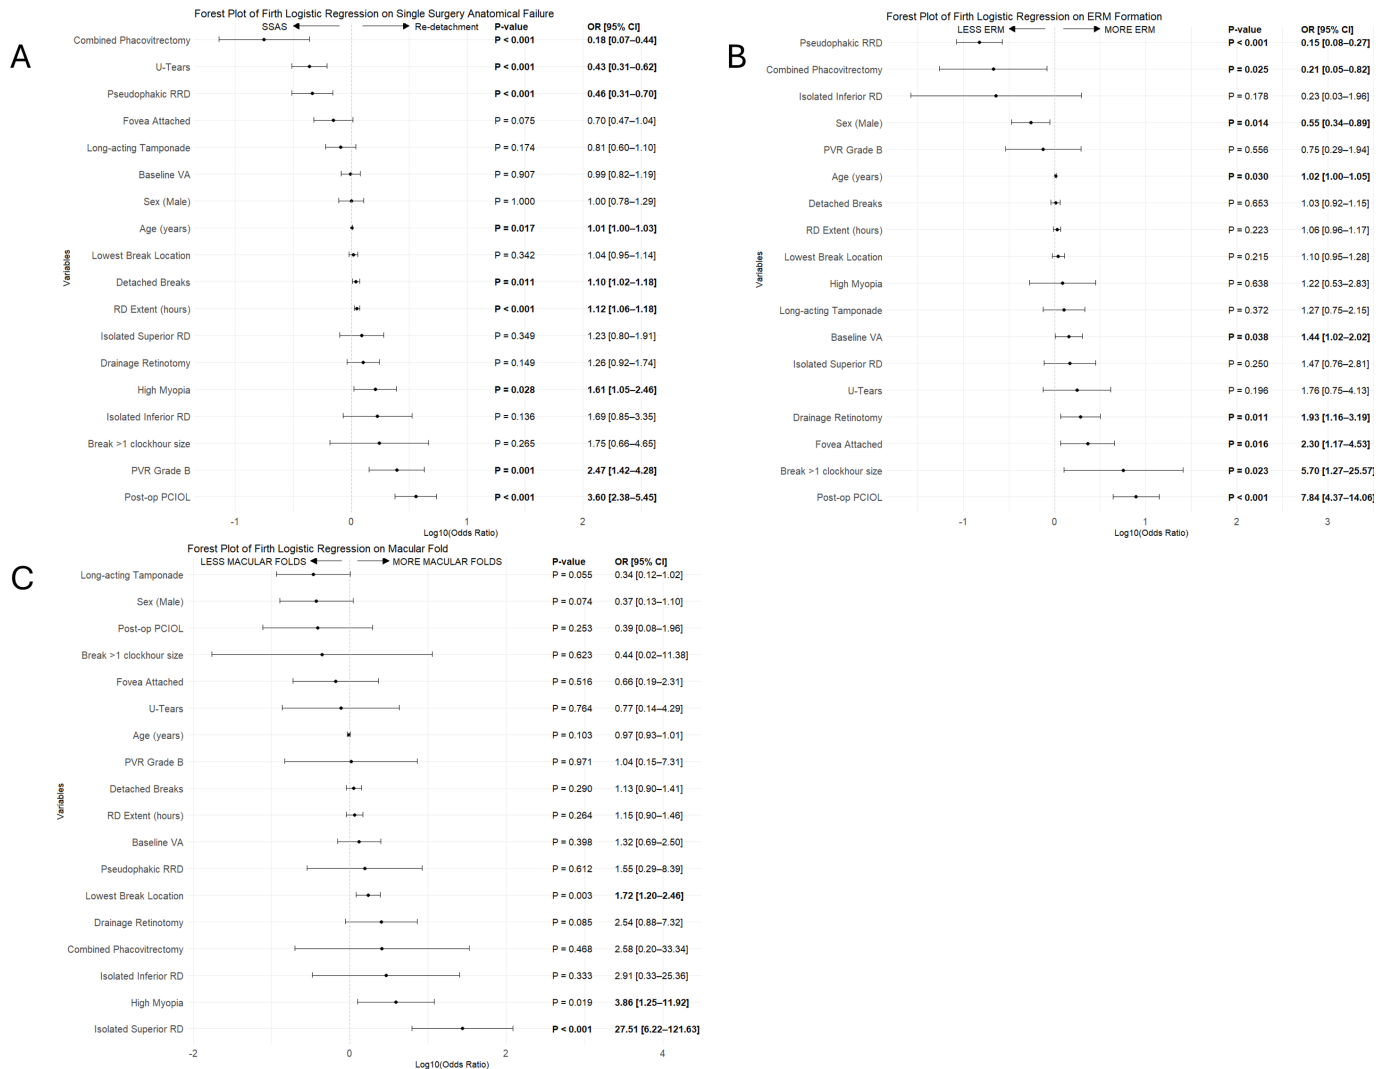 A
Forest Plot of Firth Logistic Regression on Single Surgery Anatomical Failure
SSAS Re-detachment P-value OR [95% CI]
Combined Phacovitrectomy P < 0.001 0.18 [0.07–0.44]
U-Tears P < 0.001 0.43 [0.31–0.62]
Pseudophakic RRD P < 0.001 0.46 [0.31–0.70]
Fovea Attached P = 0.075 0.70 [0.47–1.04]
Long-acting Tamponade P = 0.174 0.81 [0.60–1.10]
Baseline VA P = 0.907 0.99 [0.82–1.19]
Sex (Male) P = 1.000 1.00 [0.78–1.29]
Age (years) P = 0.017 1.01 [1.00–1.03]
Lowest Break Location P = 0.342 1.04 [0.95–1.14]
Detached Breaks P = 0.011 1.10 [1.02–1.18]
RD Extent (hours) P < 0.001 1.12 [1.06–1.18]
Isolated Superior RD P = 0.349 1.23 [0.80–1.91]
Drainage Retinotomy P = 0.149 1.26 [0.92–1.74]
High Myopia P = 0.028 1.61 [1.05–2.46]
Isolated Inferior RD P = 0.136 1.69 [0.85–3.35]
Break >1 clockhour size P = 0.265 1.75 [0.66–4.65]
PVR Grade B P = 0.001 2.47 [1.42–4.28]
Post-op PCIOL P < 0.001 3.60 [2.38–5.45]
Variables
-1 0 1 2
Log10(Odds Ratio)
B
Forest Plot of Firth Logistic Regression on ERM Formation
LESS ERM MORE ERM P-value OR [95% CI]
Pseudophakic RRD P < 0.001 0.15 [0.08–0.27]
Combined Phacovitrectomy P = 0.025 0.21 [0.05–0.82]
Isolated Inferior RD P = 0.178 0.23 [0.03–1.96]
Sex (Male) P = 0.014 0.55 [0.34–0.89]
PVR Grade B P = 0.556 0.75 [0.29–1.94]
Age (years) P = 0.030 1.02 [1.00–1.05]
Detached Breaks P = 0.653 1.03 [0.92–1.15]
RD Extent (hours) P = 0.223 1.06 [0.96–1.17]
Lowest Break Location P = 0.215 1.10 [0.95–1.28]
High Myopia P = 0.638 1.22 [0.53–2.83]
Long-acting Tamponade P = 0.372 1.27 [0.75–2.15]
Baseline VA P = 0.038 1.44 [1.02–2.02]
Isolated Superior RD P = 0.250 1.47 [0.76–2.81]
U-Tears P = 0.196 1.76 [0.75–4.13]
Drainage Retinotomy P = 0.011 1.93 [1.16–3.19]
Fovea Attached P = 0.016 2.30 [1.17–4.53]
Break >1 clockhour size P = 0.023 5.70 [1.27–25.57]
Post-op PCIOL P < 0.001 7.84 [4.37–14.06]
Variables
-1 0 1 2 3
Log10(Odds Ratio)
C
Forest Plot of Firth Logistic Regression on Macular Fold
LESS MACULAR FOLDS MORE MACULAR FOLDS P-value OR [95% CI]
Long-acting Tamponade P = 0.055 0.34 [0.12–1.02]
Sex (Male) P = 0.074 0.37 [0.13–1.10]
Post-op PCIOL P = 0.253 0.39 [0.08–1.96]
Break >1 clockhour size P = 0.623 0.44 [0.02–11.38]
Fovea Attached P = 0.516 0.66 [0.19–2.31]
U-Tears P = 0.764 0.77 [0.14–4.29]
Age (years) P = 0.103 0.97 [0.93–1.01]
PVR Grade B P = 0.971 1.04 [0.15–7.31]
Detached Breaks P = 0.290 1.13 [0.90–1.41]
RD Extent (hours) P = 0.264 1.15 [0.90–1.46]
Baseline VA P = 0.398 1.32 [0.69–2.50]
Pseudophakic RRD P = 0.612 1.55 [0.29–8.39]
Lowest Break Location P = 0.003 1.72 [1.20–2.46]
Drainage Retinotomy P = 0.085 2.54 [0.88–7.32]
Combined Phacovitrectomy P = 0.468 2.58 [0.20–33.34]
Isolated Inferior RD P = 0.333 2.91 [0.33–25.36]
High Myopia P = 0.019 3.86 [1.25–11.92]
Isolated Superior RD P < 0.001 27.51 [6.22–121.63]
Variables
-2 0 2 4
Log10(Odds Ratio)